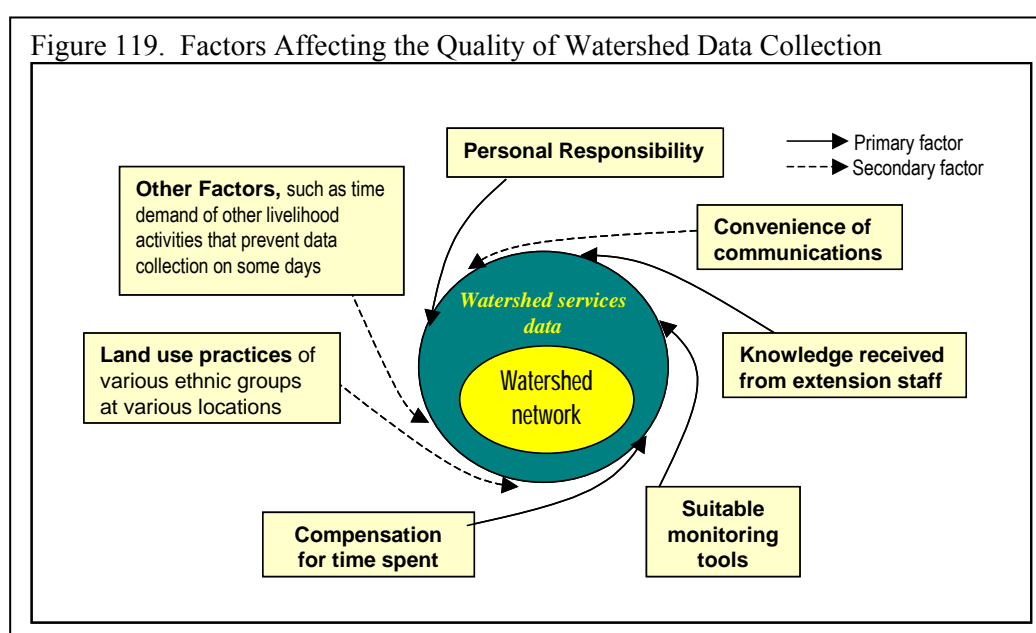 Figure 119.  Factors Affecting the Quality of Watershed Data Collection
Personal Responsibility
Primary factor
Secondary factor
Other Factors, such as time
demand of other livelihood
activities that prevent data
collection on some days
Convenience of
communications
Watershed services
data
Land use practices of
various ethnic groups
at various locations
Watershed
network
Knowledge received
from extension staff
Compensation
for time spent
Suitable
monitoring
tools